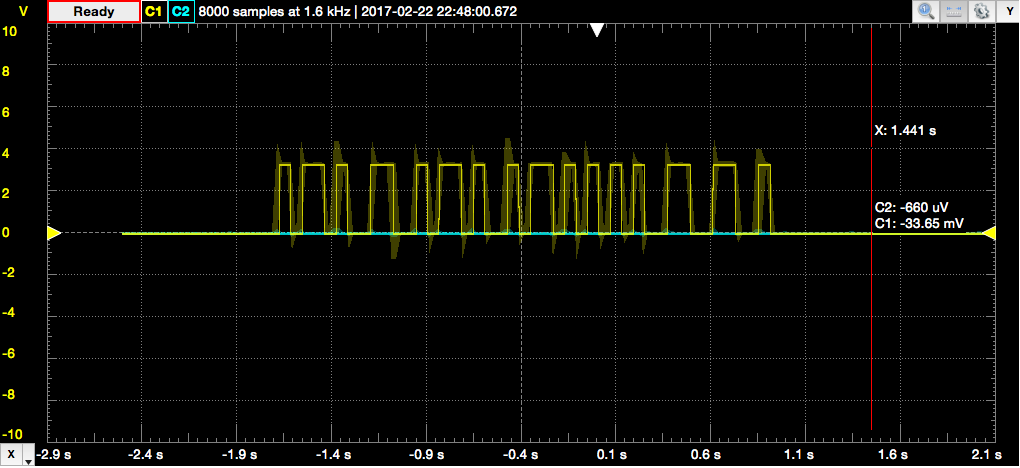 V Ready C1 C2 8000 samples at 1.6 kHz | 2017-02-22 22:48:00.672 Y
10
8
6
4
X: 1.441 s
2
C2: -660 uV
C1: -33.65 mV
0
-2
-4
-6
-8
-10
X -2.9 s -2.4 s -1.9 s -1.4 s -0.9 s -0.4 s 0.1 s 0.6 s 1.1 s 1.6 s 2.1 s